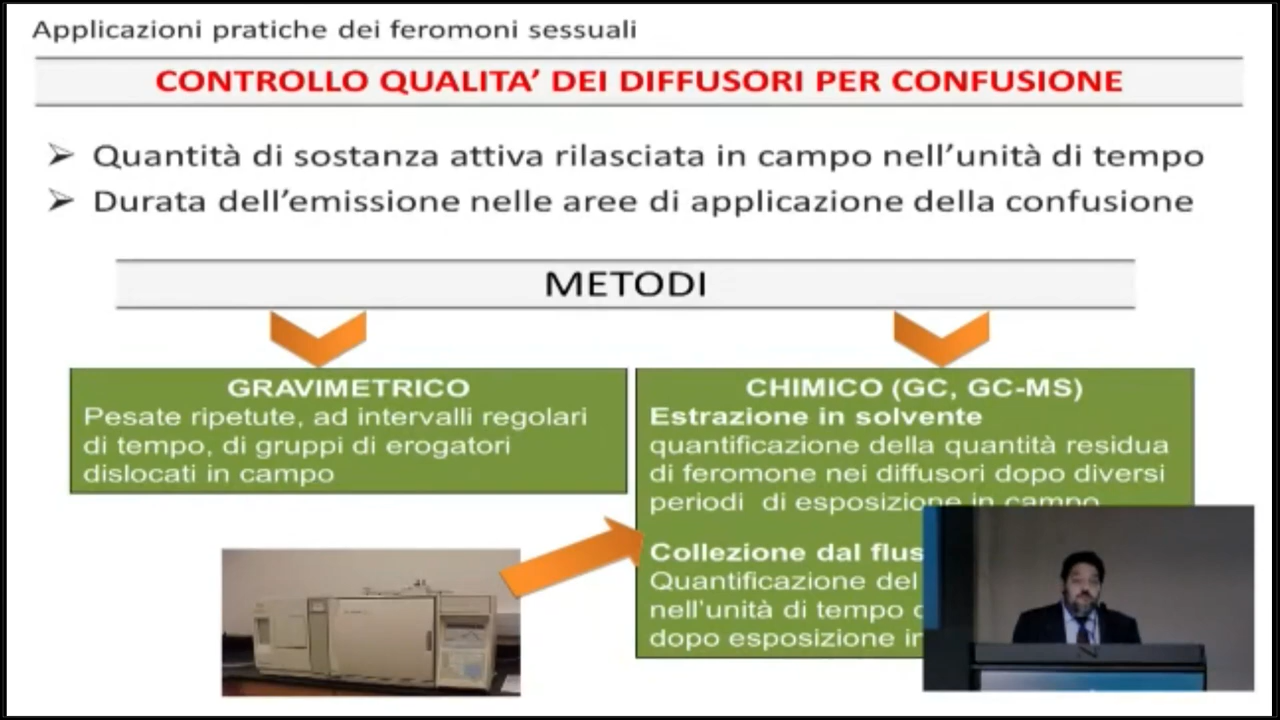 Applicazioni pratiche dei feromoni sessuali
CONTROLLO QUALITA’ DEI DIFFUSORI PER CONFUSIONE
➢ Quantità di sostanza attiva rilasciata in campo nell’unità di tempo
➢ Durata dell’emissione nelle aree di applicazione della confusione
METODI
GRAVIMETRICO
Pesate ripetute, ad intervalli regolari
di tempo, di gruppi di erogatori
dislocati in campo
CHIMICO (GC, GC-MS)
Estrazione in solvente
quantificazione della quantità residua
di feromone nei diffusori dopo diversi
periodi di esposizione in campo
Collezione dal
Quantificazione del
nell'unità di tempo
dopo esposizione